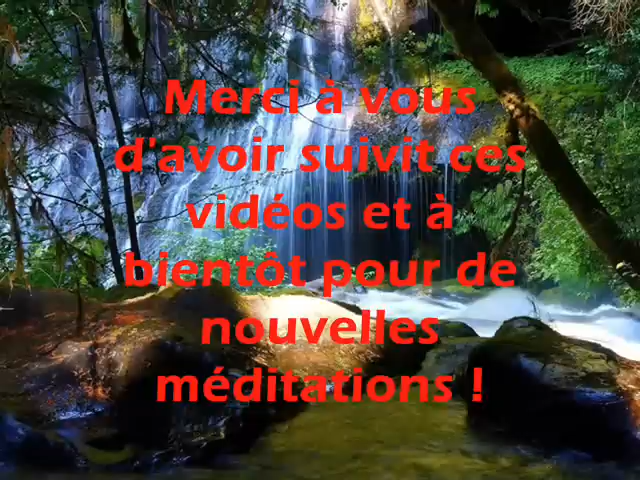 Merci à vous
d'avoir suivit ces
vidéos et à
bientôt pour de
nouvelles
méditations !